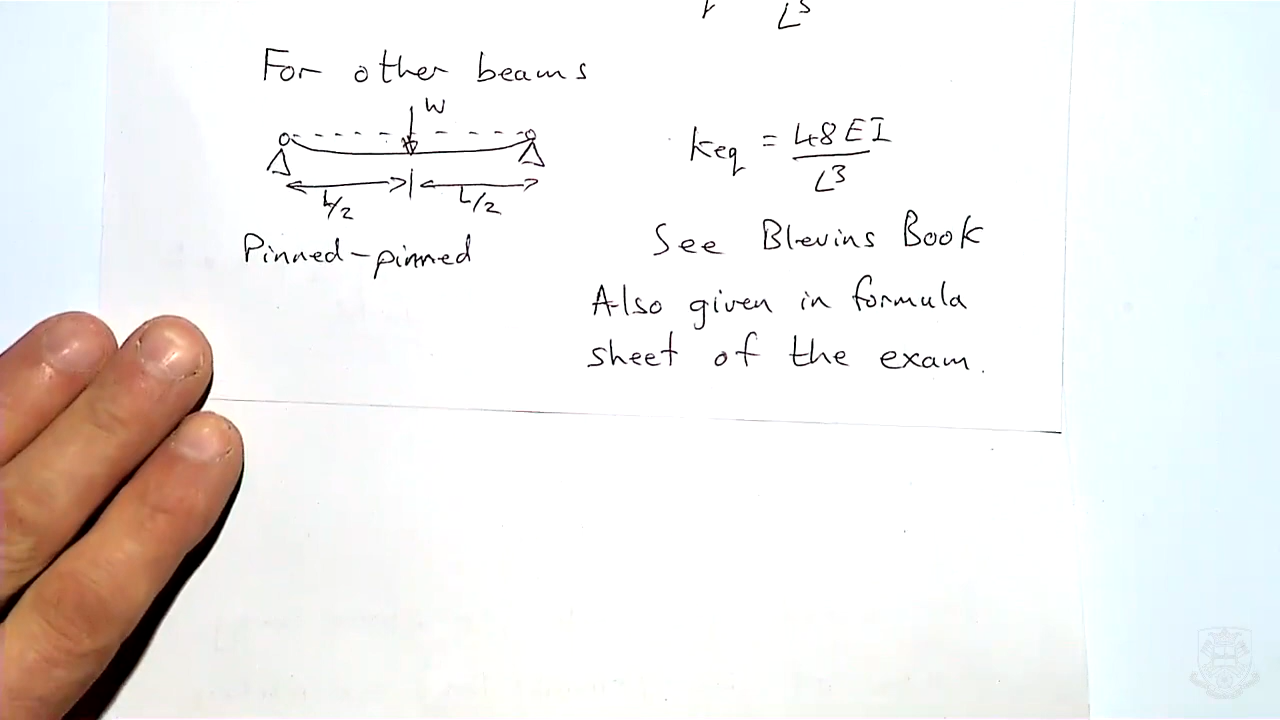 L³
For other beams
W
keq = 48EI / L³
L/2 L/2
Pinned-pinned
See Blevins Book
Also given in formula
sheet of the exam.